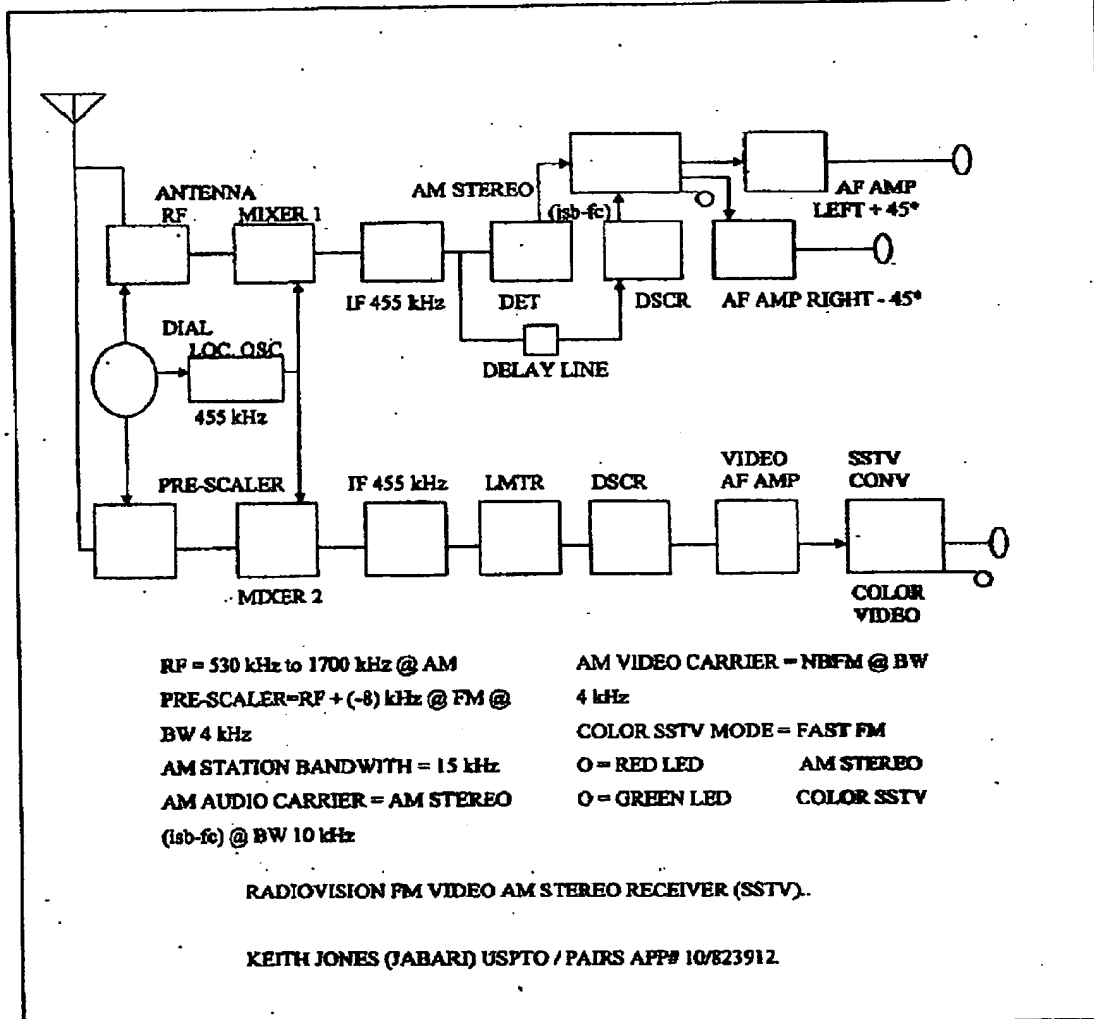 ANTENNA
RF
MIXER 1
AM STEREO
(isb-fc)
AF AMP
LEFT + 45°
IF 455 kHz
DET
DSCR
AF AMP RIGHT - 45°
DELAY LINE
DIAL
LOC. OSC
455 kHz
PRE-SCALER
IF 455 kHz
LMTR
DSCR
VIDEO
AF AMP
SSTV
CONV
MIXER 2
COLOR
VIDEO
RF = 530 kHz to 1700 kHz @ AM
PRE-SCALER=RF + (-8) kHz @ FM @
BW 4 kHz
AM STATION BANDWITH = 15 kHz
AM AUDIO CARRIER = AM STEREO
(isb-fc) @ BW 10 kHz
AM VIDEO CARRIER = NBFM @ BW
4 kHz
COLOR SSTV MODE = FAST FM
O = RED LED AM STEREO
O = GREEN LED COLOR SSTV
RADIOVISION FM VIDEO AM STEREO RECEIVER (SSTV)..
KEITH JONES (JABARI) USPTO / PAIRS APP# 10/823912.